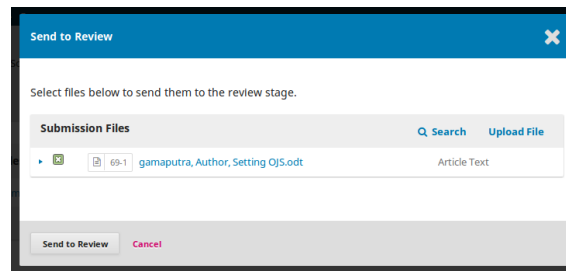 Send to Review
Select files below to send them to the review stage.
Submission Files
Search Upload File
69-1 gamaputra, Author, Setting OJS.odt Article Text
Send to Review Cancel